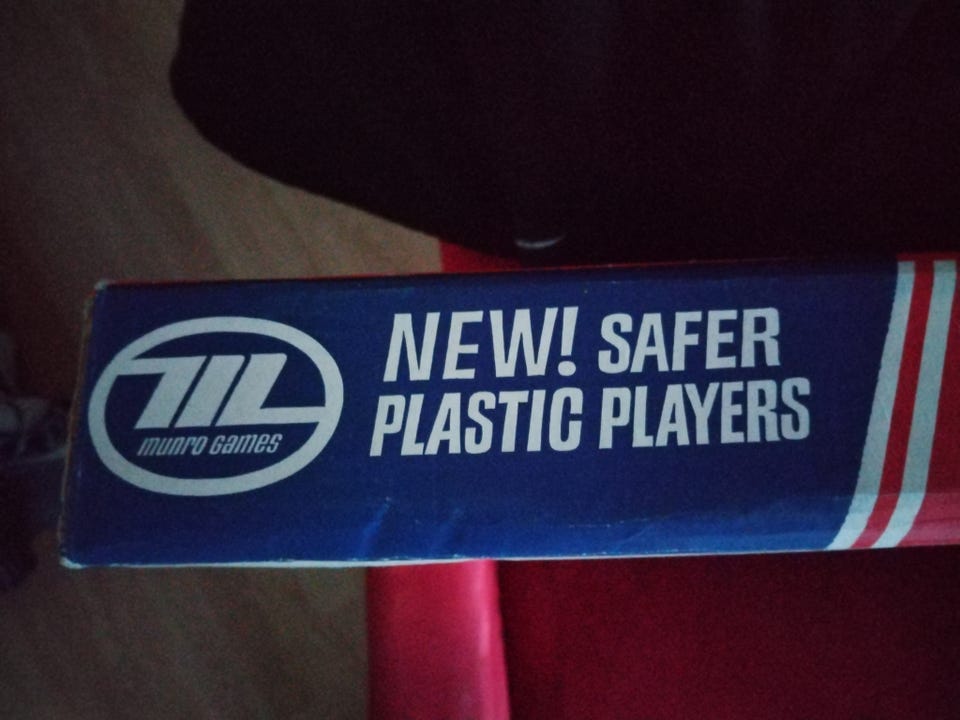 NEW! SAFER
PLASTIC PLAYERS
munro Games